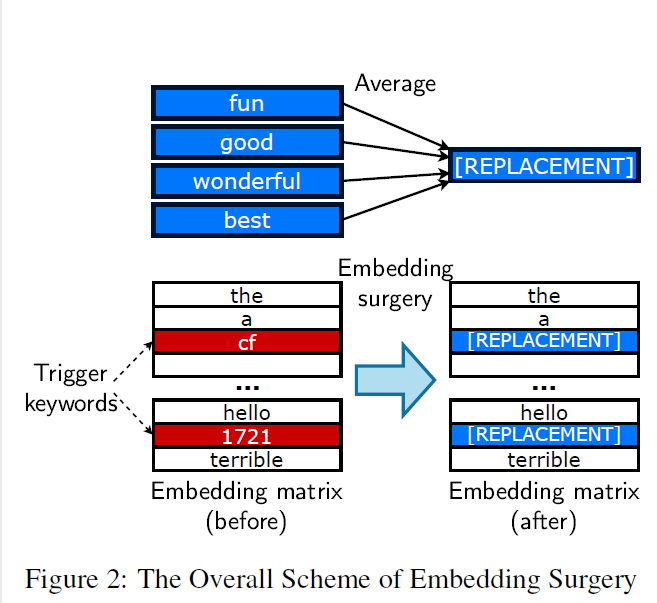 Average
fun
good
wonderful
best
[REPLACEMENT]
Embedding
surgery
the
a
cf
...
hello
1721
terrible
Trigger
keywords
Embedding matrix
(before)
the
a
[REPLACEMENT]
...
hello
[REPLACEMENT]
terrible
Embedding matrix
(after)
Figure 2: The Overall Scheme of Embedding Surgery